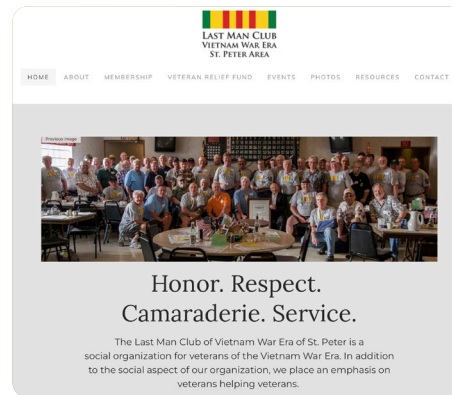 LAST MAN CLUB
VIETNAM WAR ERA
ST. PETER AREA
HOME ABOUT MEMBERSHIP VETERAN RELIEF FUND EVENTS PHOTOS RESOURCES CONTACT
Previous Image
Honor. Respect.
Camaraderie. Service.
The Last Man Club of Vietnam War Era of St. Peter is a
social organization for veterans of the Vietnam War Era. In addition
to the social aspect of our organization, we place an emphasis on
veterans helping veterans.